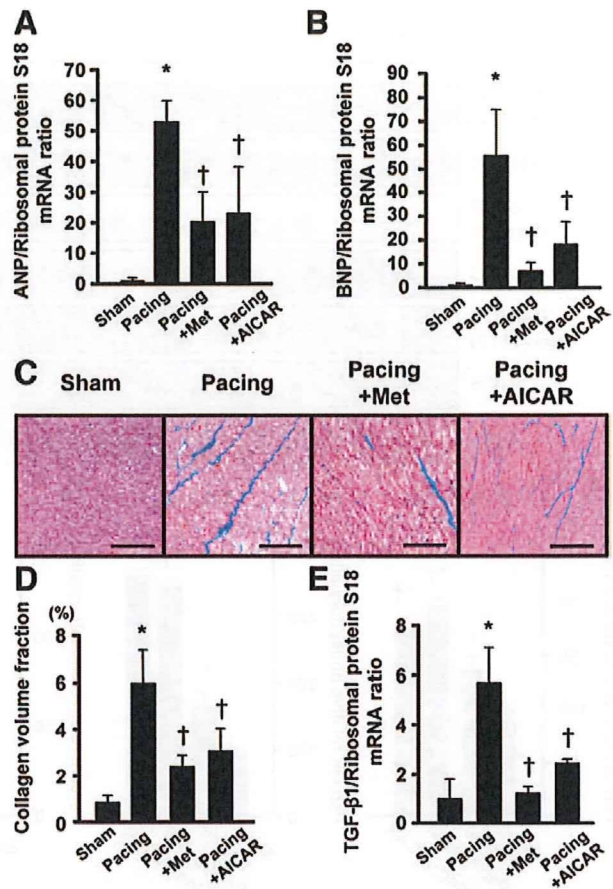 A
ANP/Ribosomal protein S18
mRNA ratio
70
60
50
40
30
20
10
0
*
†
†
Sham
Pacing
Pacing
+Met
Pacing
+AICAR
B
BNP/Ribosomal protein S18
mRNA ratio
90
80
70
60
50
40
30
20
10
0
*
†
†
Sham
Pacing
Pacing
+Met
Pacing
+AICAR
C
Sham
Pacing
Pacing
+Met
Pacing
+AICAR
D
(%)
Collagen volume fraction
8
6
4
2
0
*
†
†
Sham
Pacing
Pacing
+Met
Pacing
+AICAR
E
TGF-β1/Ribosomal protein S18
mRNA ratio
8
6
4
2
0
*
†
†
Sham
Pacing
Pacing
+Met
Pacing
+AICAR